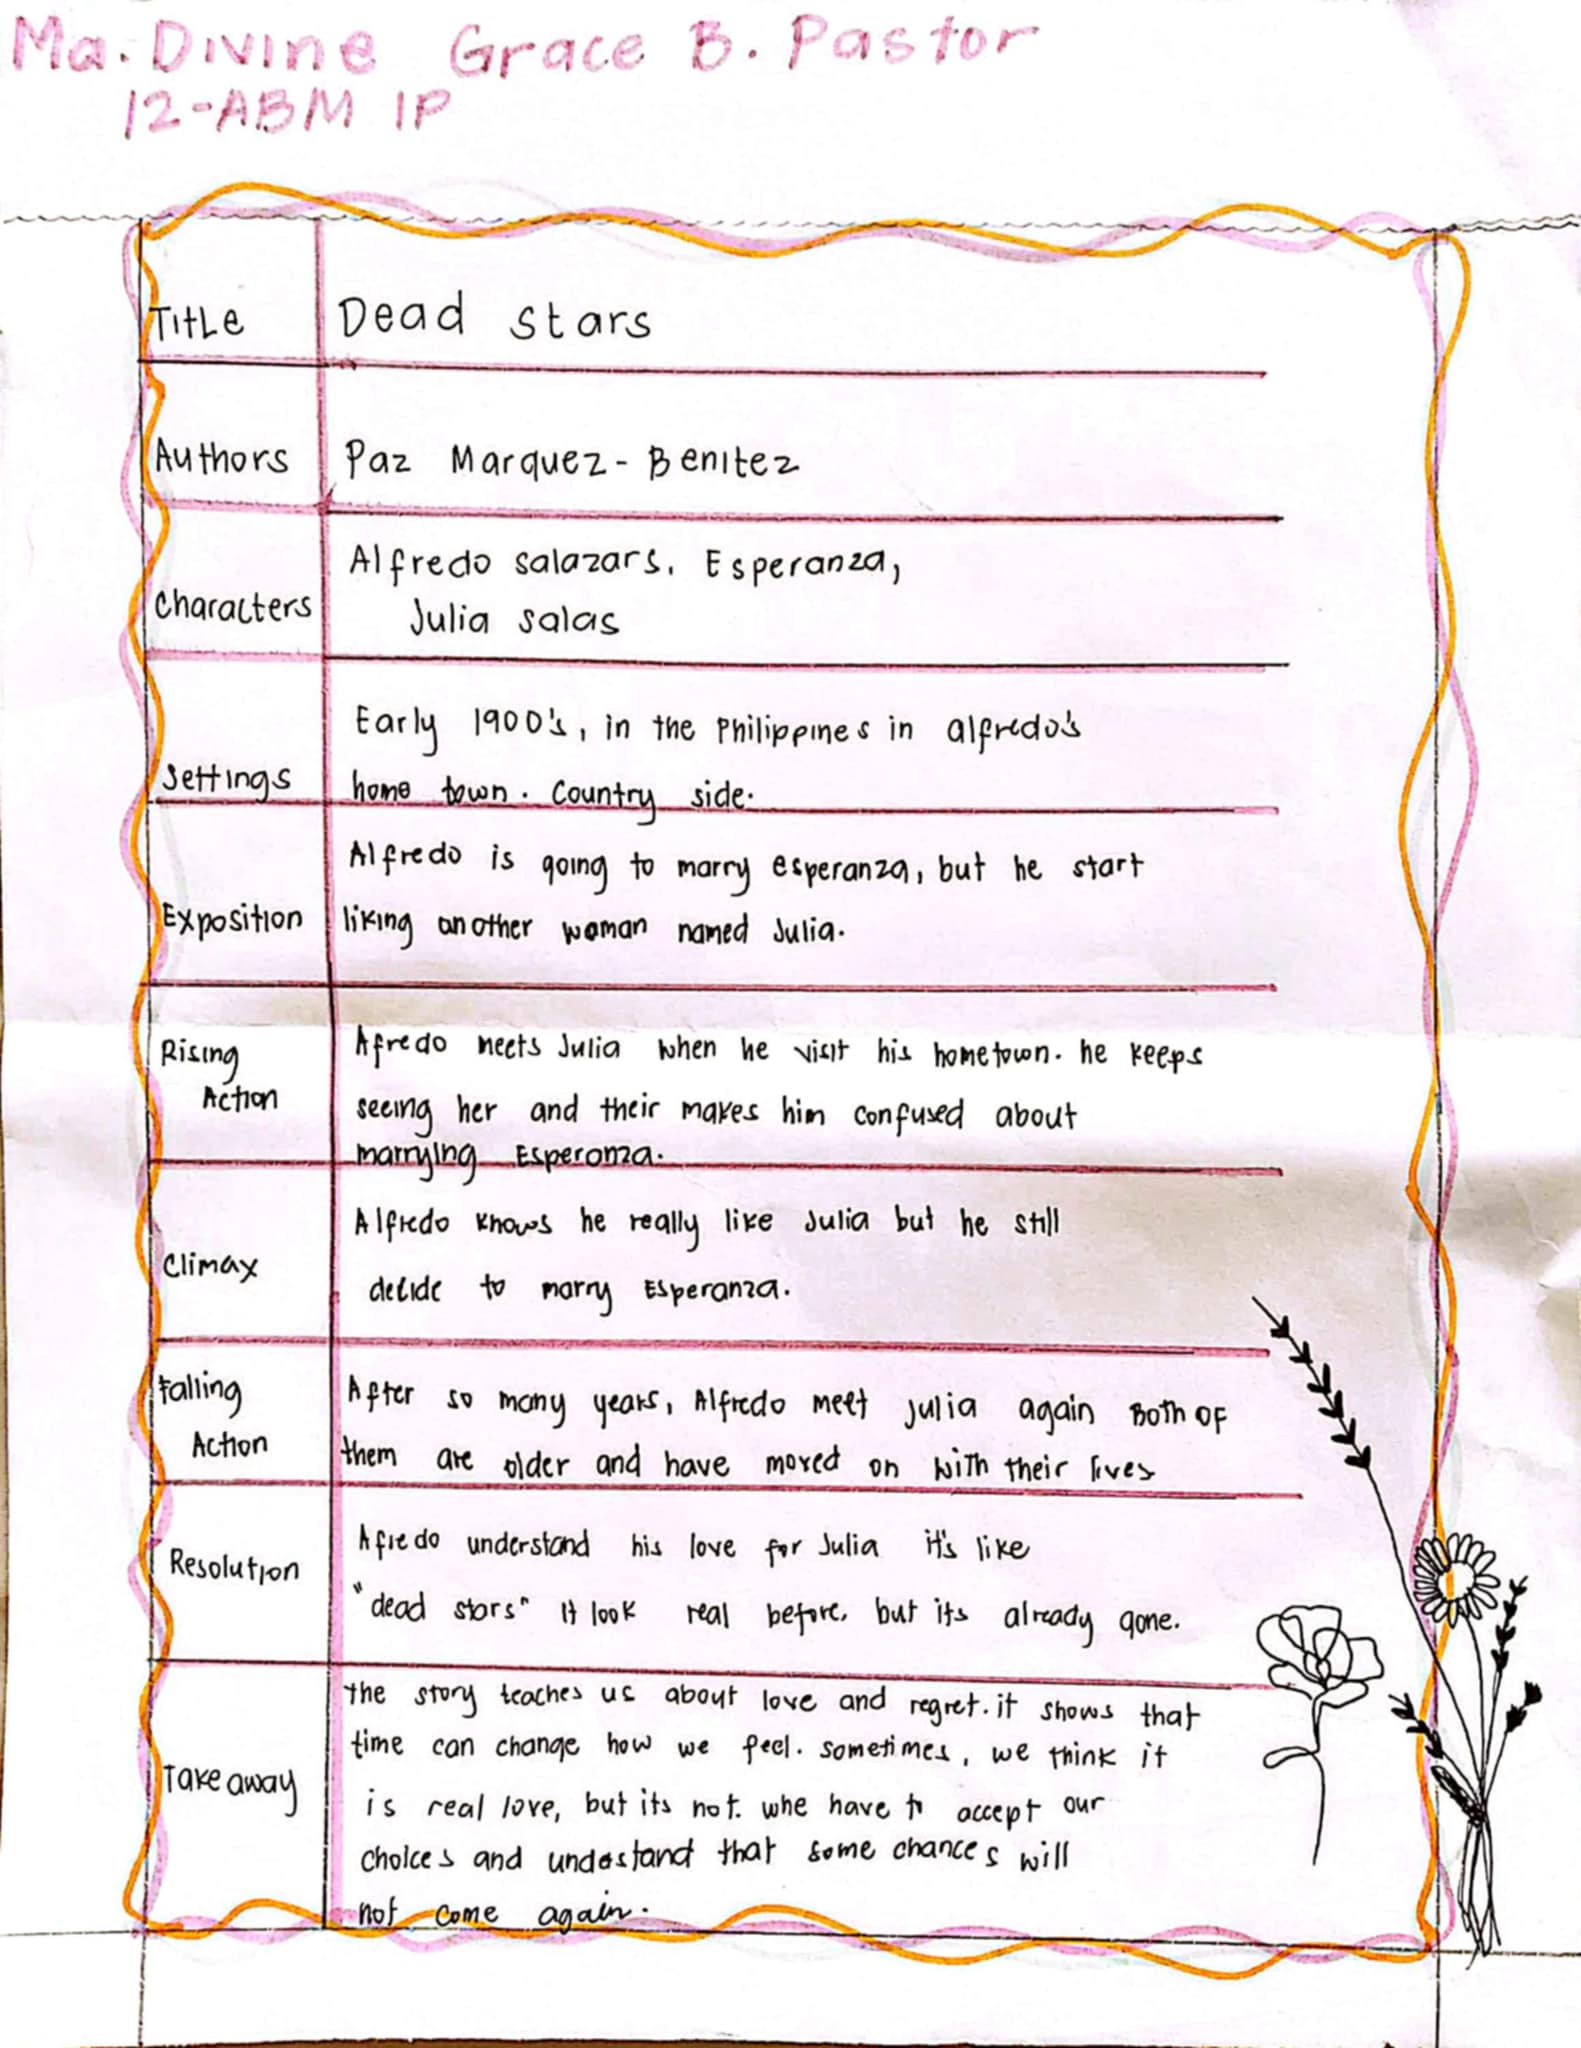 Ma. Divine Grace B. Pastor
12-ABM 1P
Title
Dead stars
Authors
Paz Marquez-Benitez
Characters
Alfredo salazars, Esperanza,
Julia salas
Settings
Early 1900's, in the Philippines in alfredo's
home town. Country side.
Exposition
Alfredo is going to marry esperanza, but he start
liking another woman named Julia.
Rising
Action
Afredo meets Julia when he visit his hometown. he keeps
seeing her and their makes him confused about
marrying Esperanza.
Climax
Alfredo knows he really like Julia but he still
decide to marry Esperanza.
Falling
Action
After so many years, Alfredo meet Julia again Both of
them are older and have moved on with their lives
Resolution
Afredo understand his love for Julia it's like
"dead stars" It look real before, but its already gone.
Take away
the story teaches us about love and regret. it shows that
time can change how we feel. sometimes, we think it
is real love, but its not. whe have to accept our
choices and undestand that some chances will
not come again.